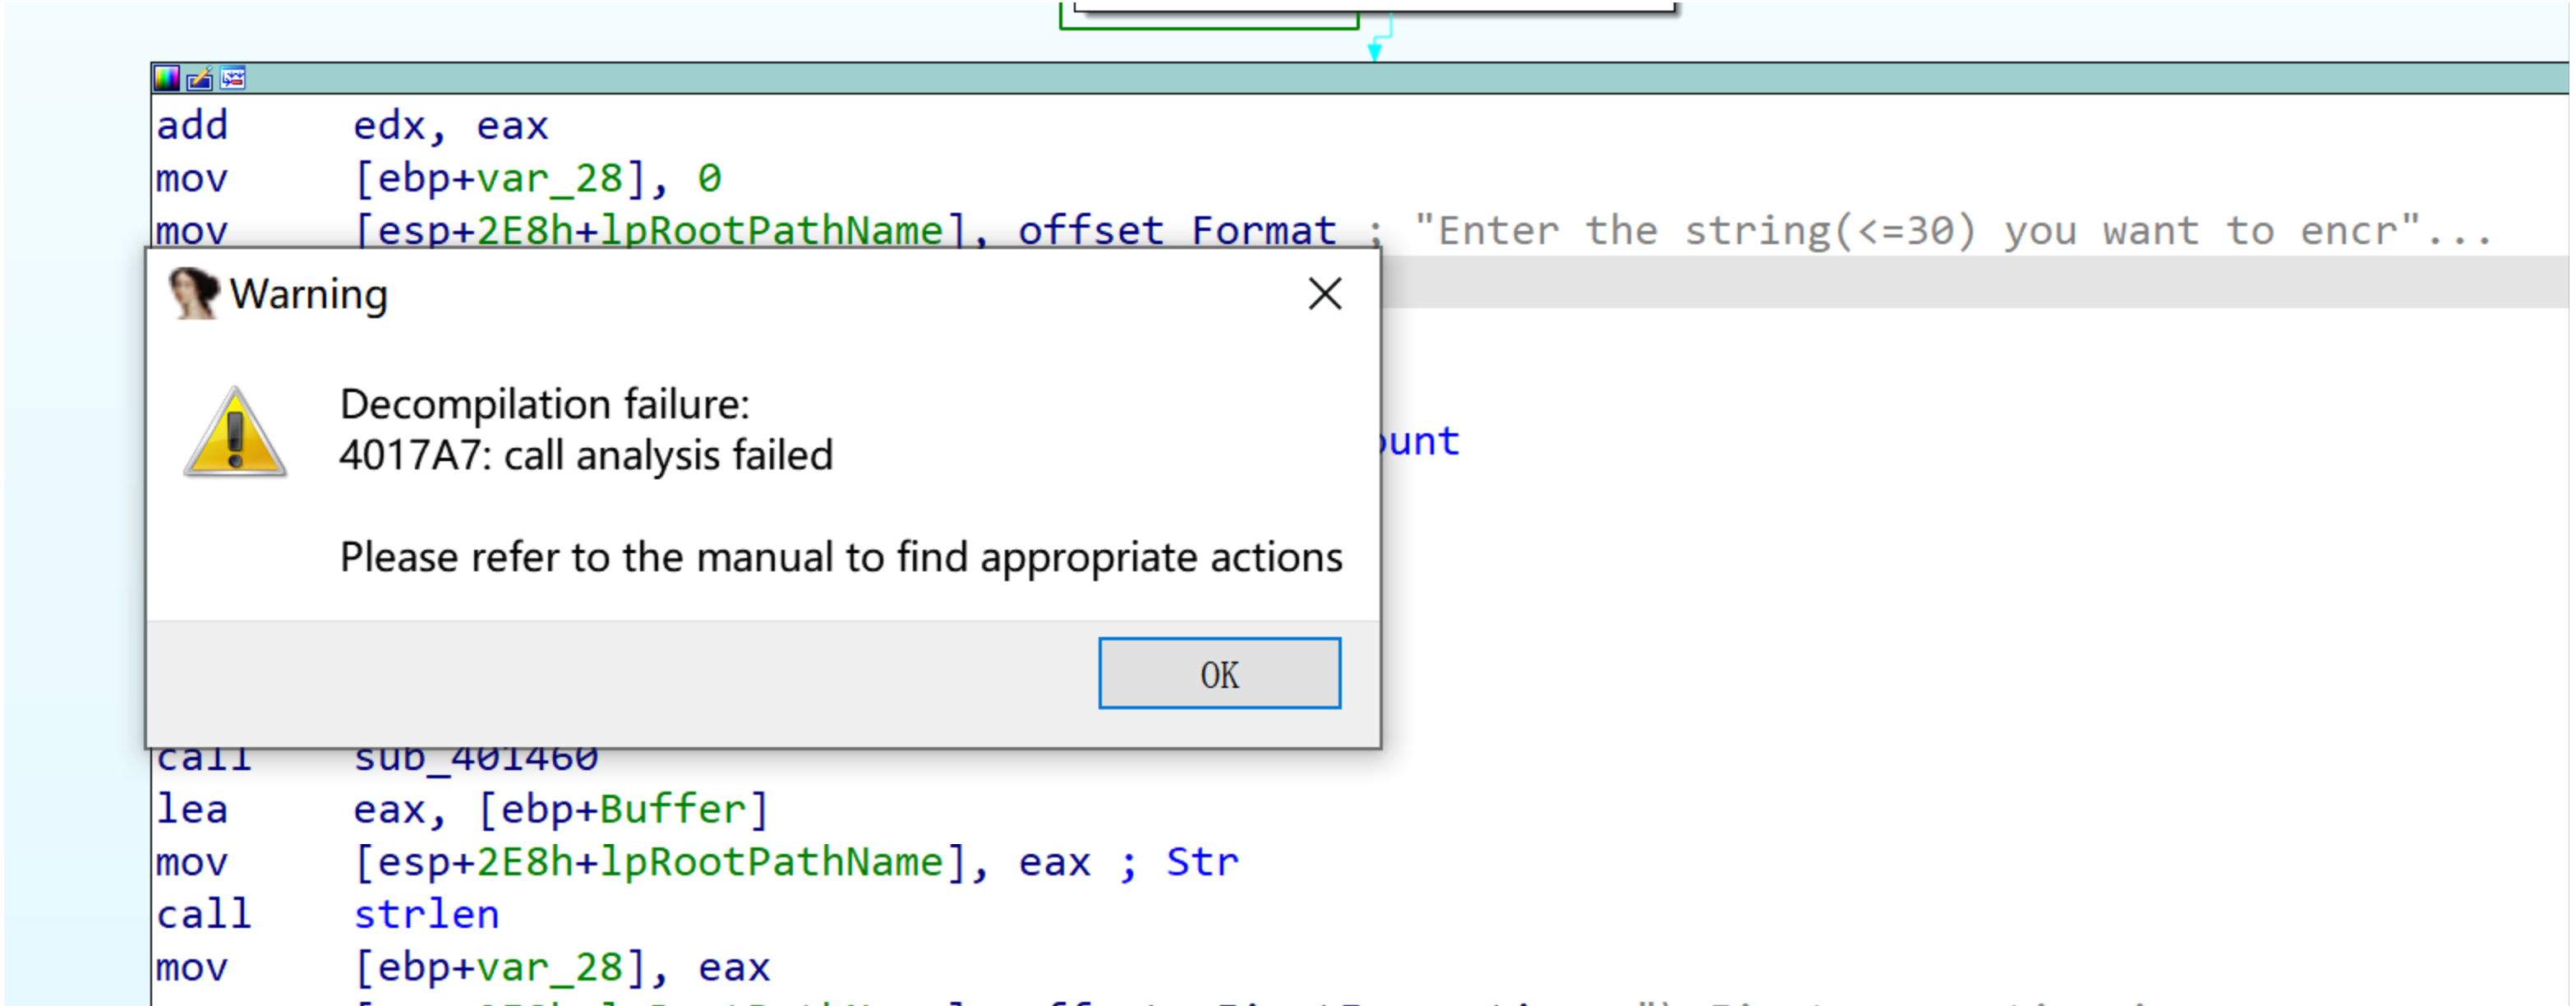 add edx, eax
mov [ebp+var_28], 0
mov [esp+2E8h+lpRootPathName], offset Format ; "Enter the string(<=30) you want to encr"...
Warning
Decompilation failure:
4017A7: call analysis failed
Please refer to the manual to find appropriate actions
OK
call sub_401460
lea eax, [ebp+Buffer]
mov [esp+2E8h+lpRootPathName], eax ; Str
call strlen
mov [ebp+var_28], eax